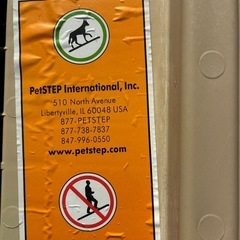 PetSTEP International, Inc.
510 North Avenue
Libertyville, IL 60048 USA
877-PETSTEP
877-738-7837
847-996-0550
www.petstep.com